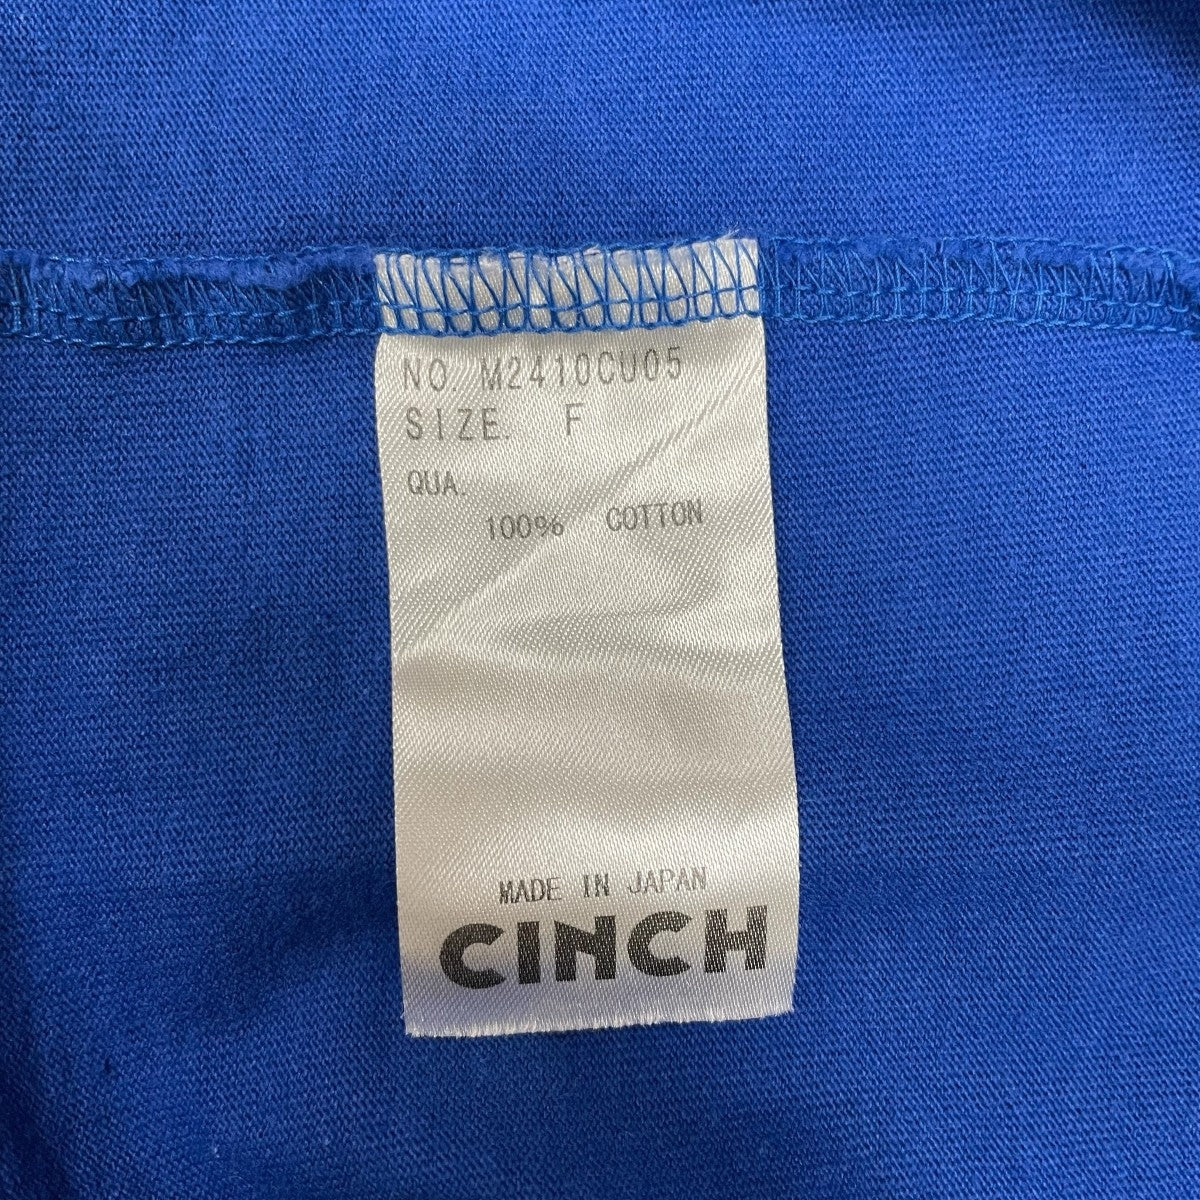 NO. M2410CU05
SIZE. F
QUA.
100% COTTON
MADE IN JAPAN
CINCH